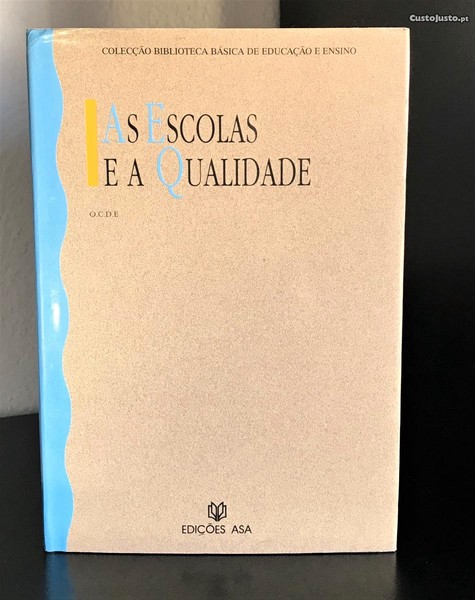 CustoJusto.pt
COLECÇÃO BIBLIOTECA BÁSICA DE EDUCAÇÃO E ENSINO
AS ESCOLAS
E A QUALIDADE
O.C.D.E
EDIÇÕES ASA